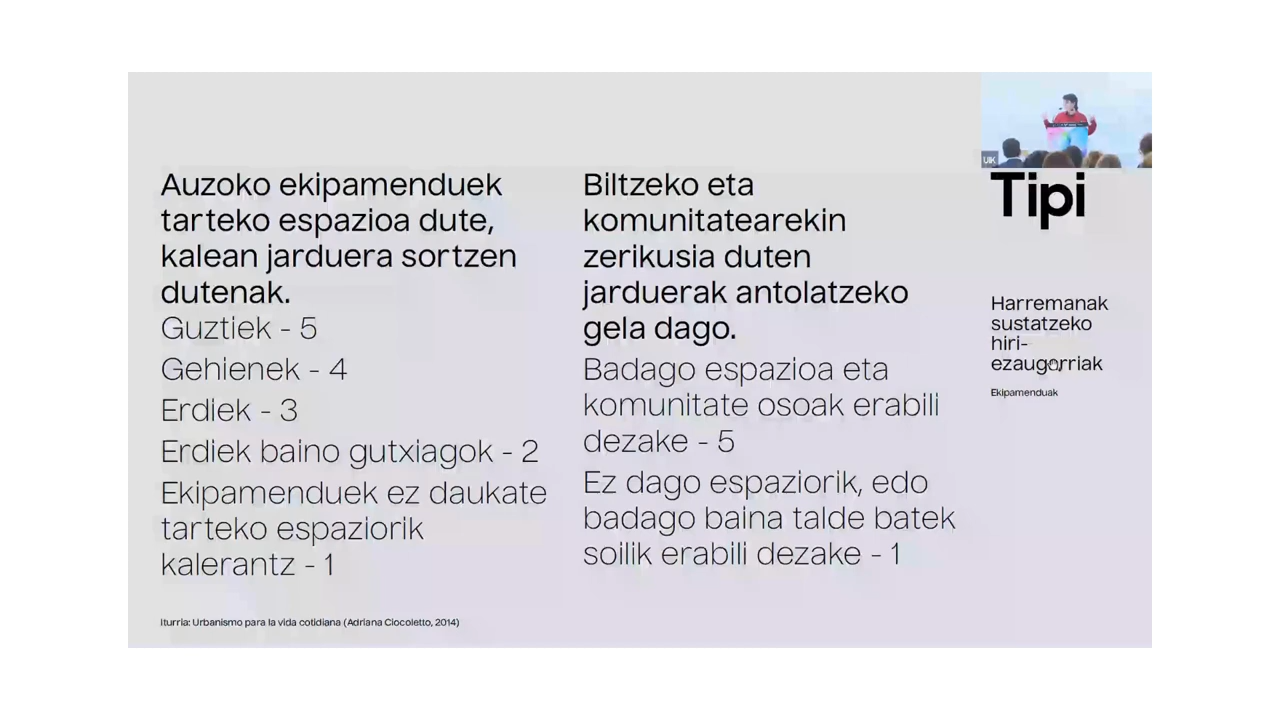 Auzoko ekipamenduek
tarteko espazioa dute,
kalean jarduera sortzen
dutenak.
Guztiek - 5
Gehienek - 4
Erdiek - 3
Erdiek baino gutxiagok - 2
Ekipamenduek ez daukate
tarteko espaziorik
kalerantz - 1
Biltzeko eta
komunitatearekin
zerikusia duten
jarduerak antolatzeko
gela dago.
Badago espazioa eta
komunitate osoak erabili
dezake - 5
Ez dago espaziorik, edo
badago baina talde batek
soilik erabili dezake - 1
UIK
Tipi
Harremanak
sustatzeko
hiri-
ezaugarriak
Ekipamenduak
Iturria: Urbanismo para la vida cotidiana (Adriana Ciocoletto, 2014)